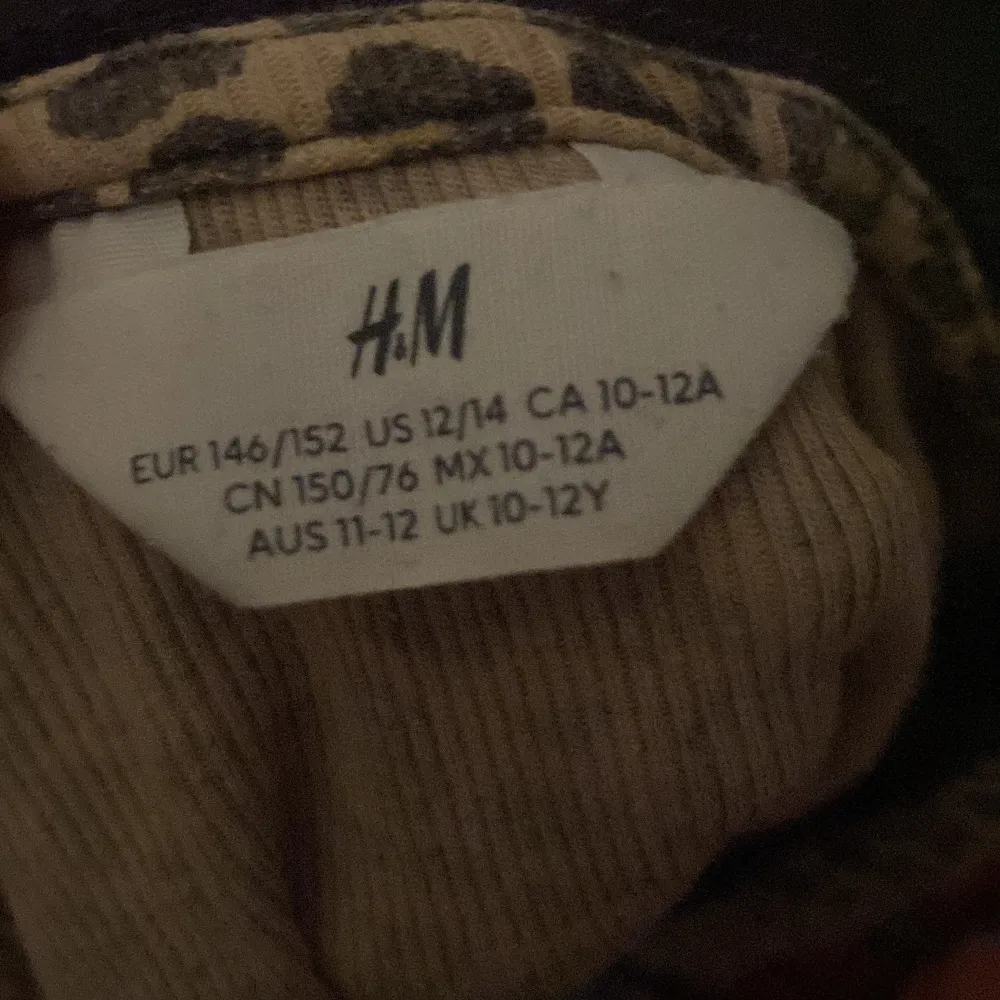 H&M
EUR 146/152 US 12/14 CA 10-12A
CN 150/76 MX 10-12A
AUS 11-12 UK 10-12Y